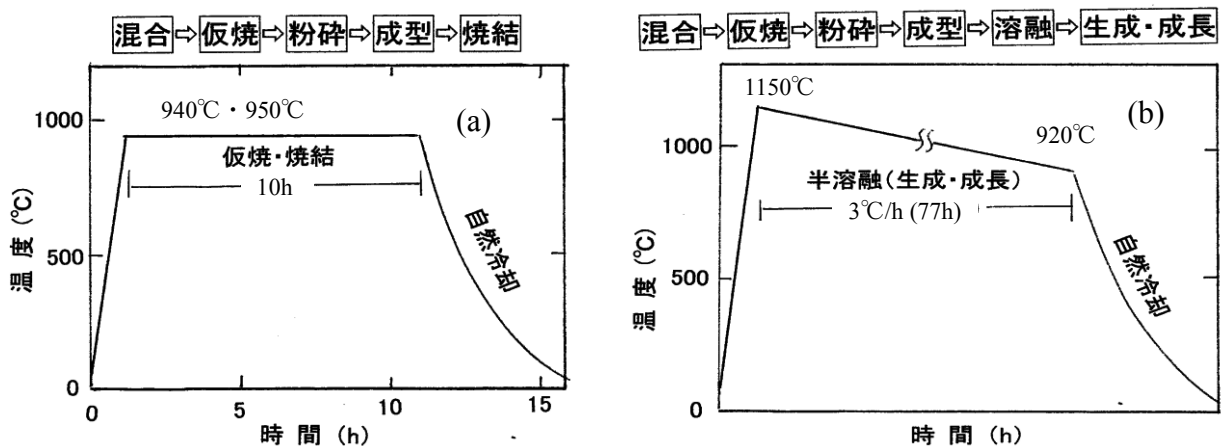 混合⇨仮焼⇨粉砕⇨成型⇨焼結
(a)
940℃・950℃
仮焼・焼結
10h
自然冷却
1000
500
0
温度(℃)
0 5 10 15
時間(h)
混合⇨仮焼⇨粉砕⇨成型⇨溶融⇨生成・成長
(b)
1150℃
920℃
半溶融(生成・成長)
3℃/h (77h)
自然冷却
1000
500
0
温度(℃)
時間(h)